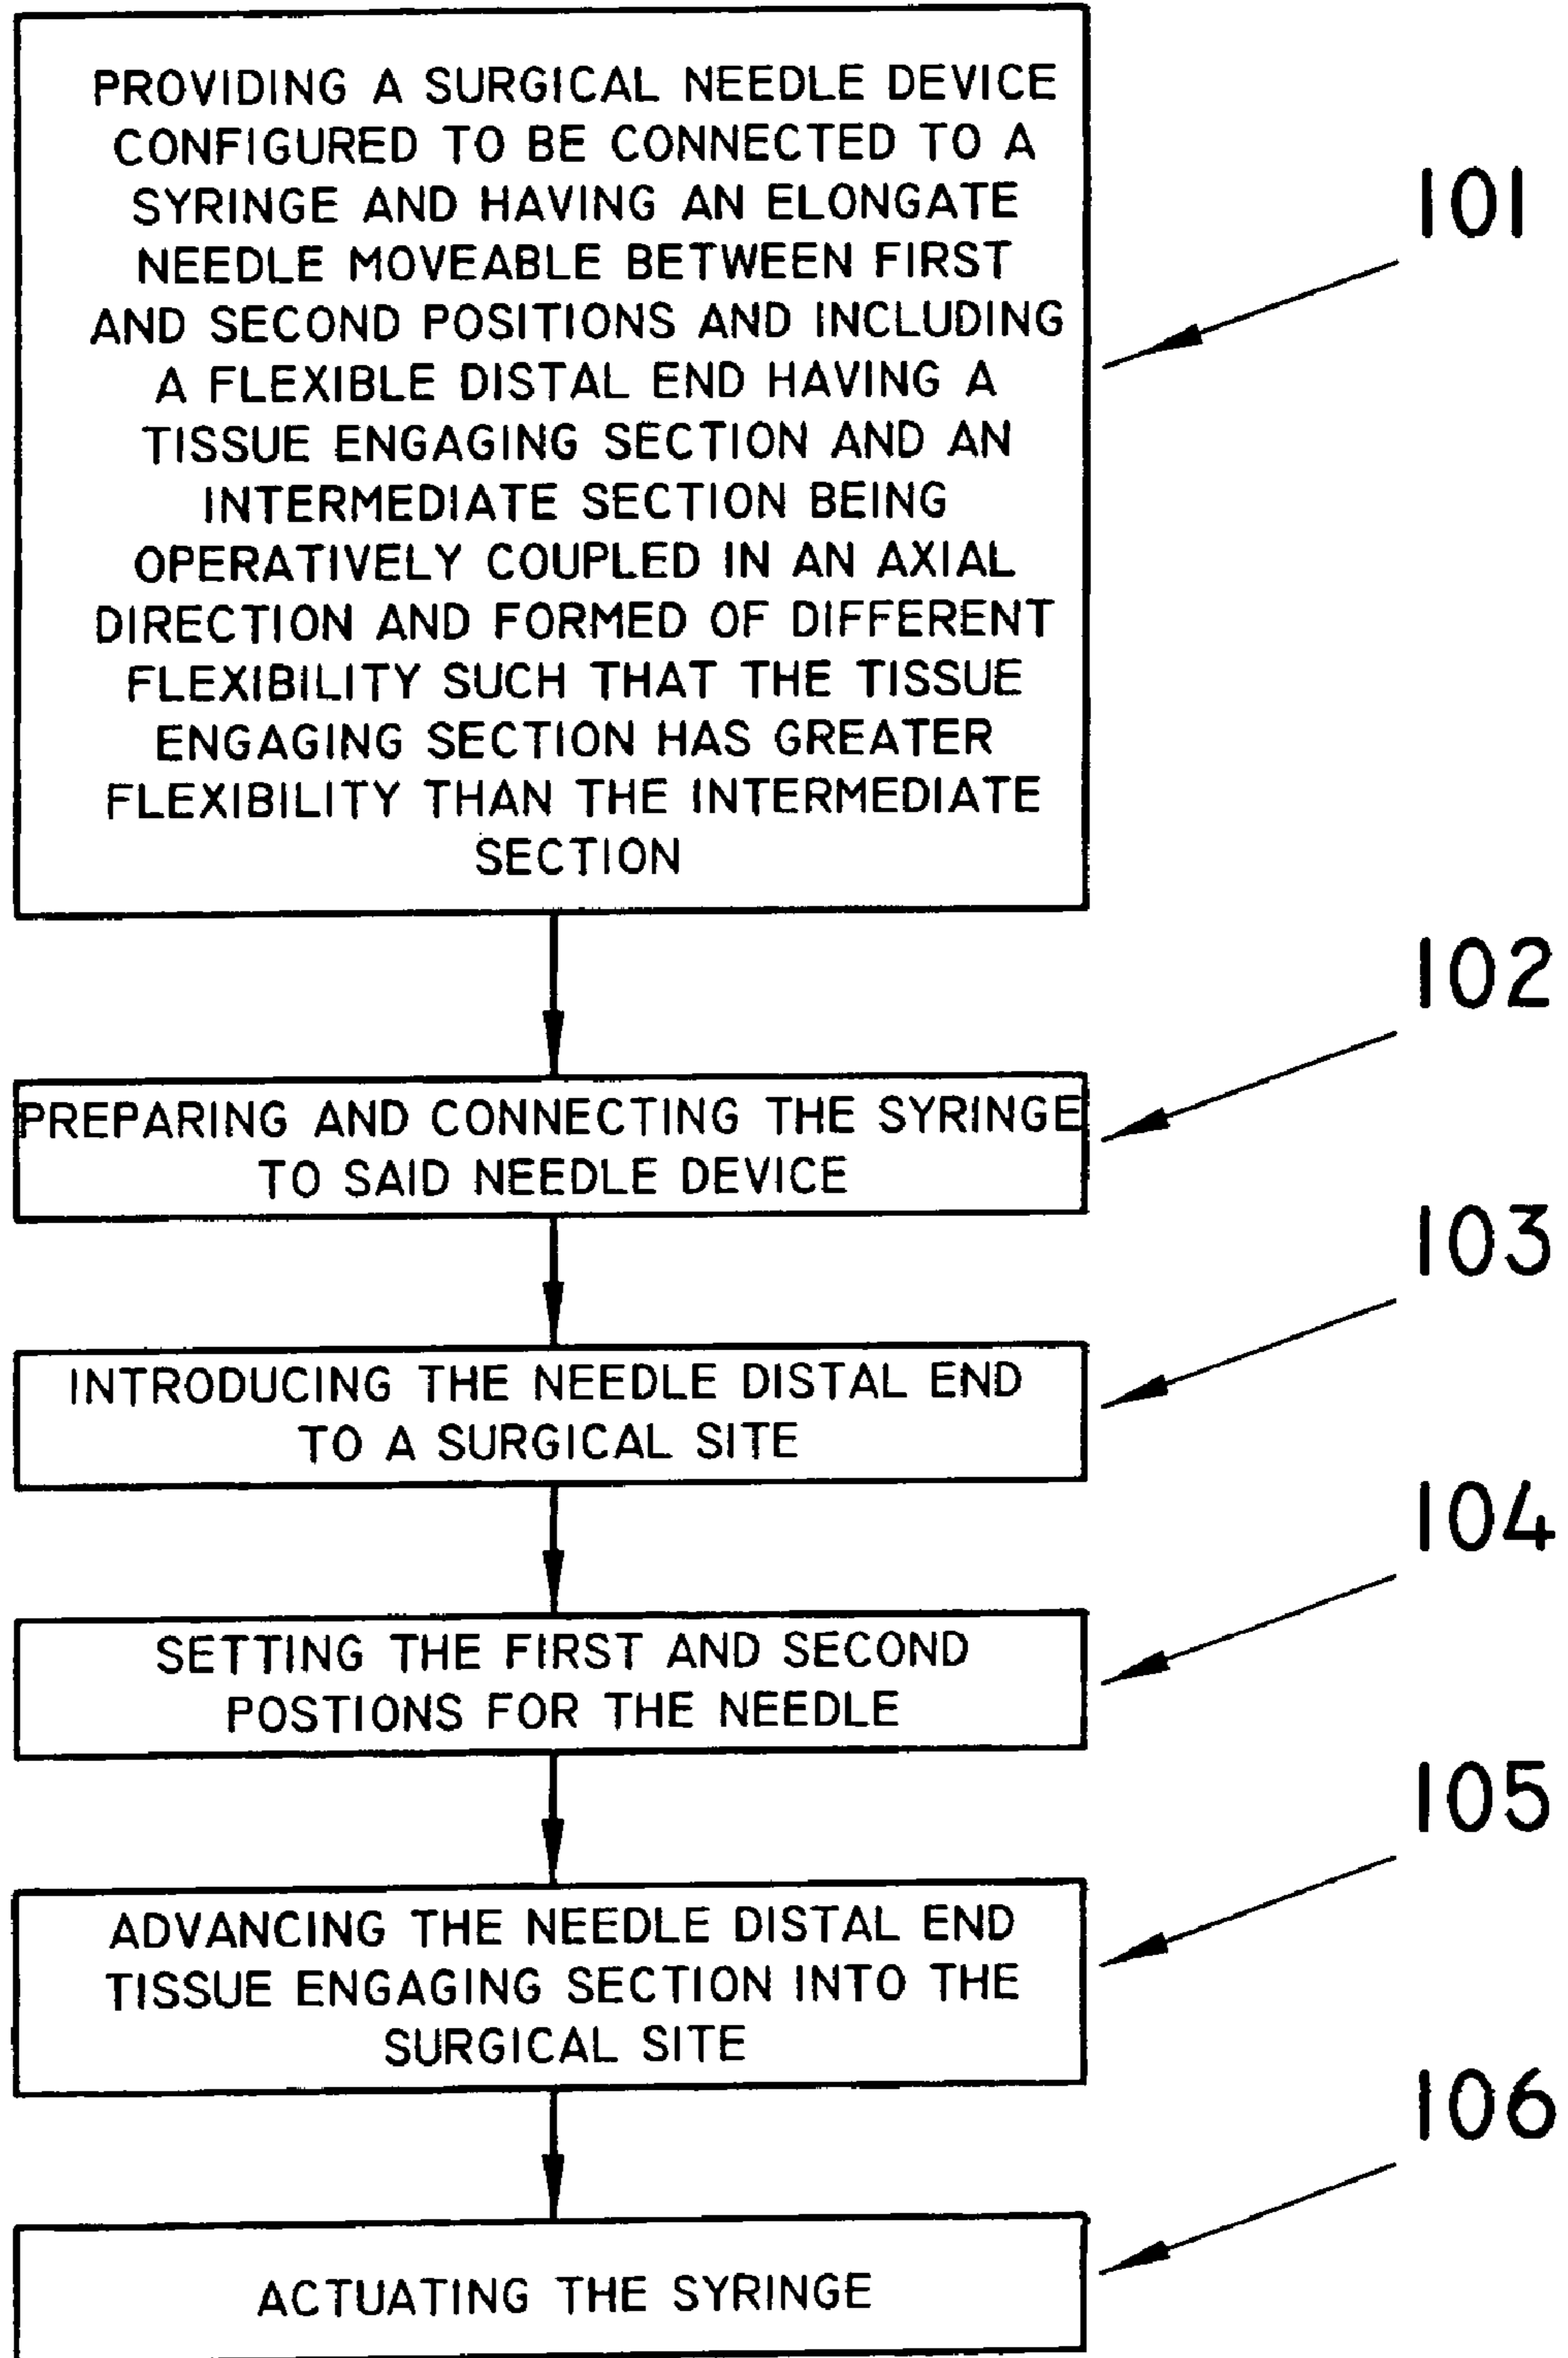 PROVIDING A SURGICAL NEEDLE DEVICE
CONFIGURED TO BE CONNECTED TO A
SYRINGE AND HAVING AN ELONGATE
NEEDLE MOVEABLE BETWEEN FIRST
AND SECOND POSITIONS AND INCLUDING
A FLEXIBLE DISTAL END HAVING A
TISSUE ENGAGING SECTION AND AN
INTERMEDIATE SECTION BEING
OPERATIVELY COUPLED IN AN AXIAL
DIRECTION AND FORMED OF DIFFERENT
FLEXIBILITY SUCH THAT THE TISSUE
ENGAGING SECTION HAS GREATER
FLEXIBILITY THAN THE INTERMEDIATE
SECTION
101
102
PREPARING AND CONNECTING THE SYRINGE
TO SAID NEEDLE DEVICE
103
INTRODUCING THE NEEDLE DISTAL END
TO A SURGICAL SITE
104
SETTING THE FIRST AND SECOND
POSTIONS FOR THE NEEDLE
105
ADVANCING THE NEEDLE DISTAL END
TISSUE ENGAGING SECTION INTO THE
SURGICAL SITE
106
ACTUATING THE SYRINGE